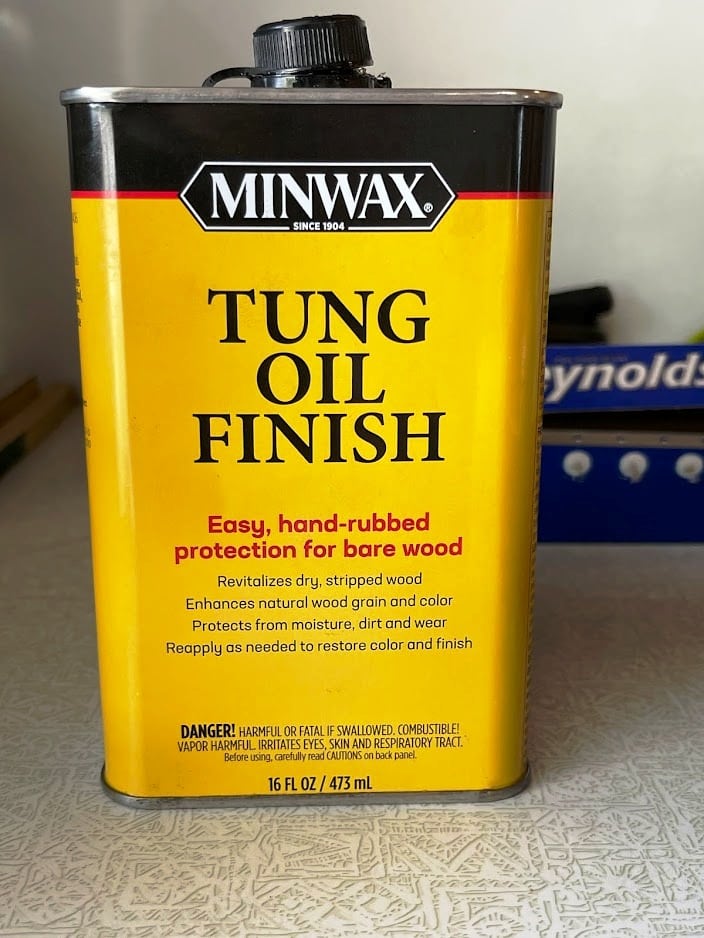 MINWAX®
SINCE 1904
TUNG
OIL
FINISH
Easy, hand-rubbed
protection for bare wood
Revitalizes dry, stripped wood
Enhances natural wood grain and color
Protects from moisture, dirt and wear
Reapply as needed to restore color and finish
DANGER! HARMFUL OR FATAL IF SWALLOWED. COMBUSTIBLE!
VAPOR HARMFUL. IRRITATES EYES, SKIN AND RESPIRATORY TRACT.
Before using, carefully read CAUTIONS on back panel.
16 FL OZ / 473 mL
eynolds